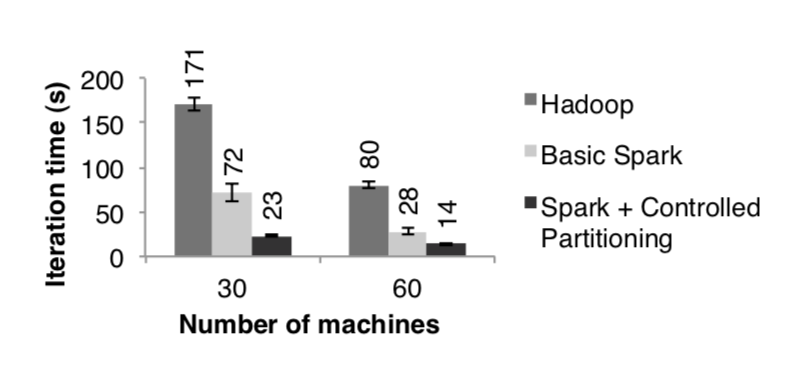 Iteration time (s)
200
150
100
50
0
171
72
23
80
28
14
30
60
Number of machines
Hadoop
Basic Spark
Spark + Controlled
Partitioning